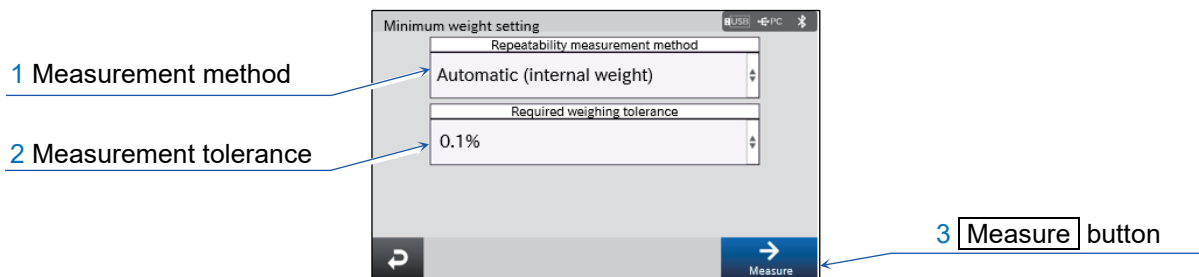 Minimum weight setting
USB PC
Repeatability measurement method
1 Measurement method
Automatic (internal weight)
Required weighing tolerance
2 Measurement tolerance
0.1%
3 Measure button
Measure